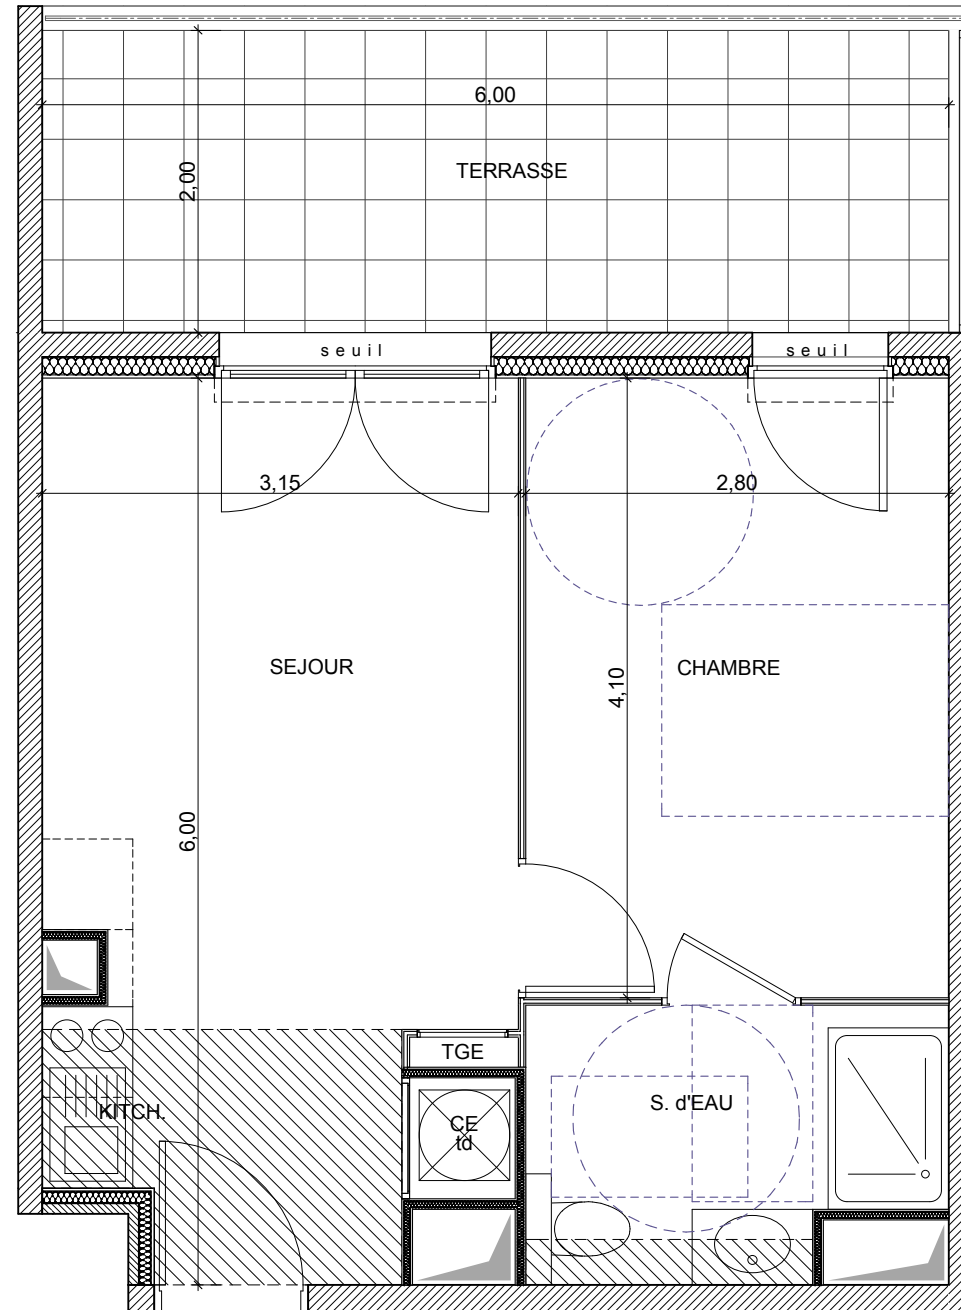 6,00
2,00
TERRASSE
seuil
seuil
3,15
2,80
SEJOUR
CHAMBRE
4,10
6,00
TGE
KITCH.
CE
td
S. d'EAU